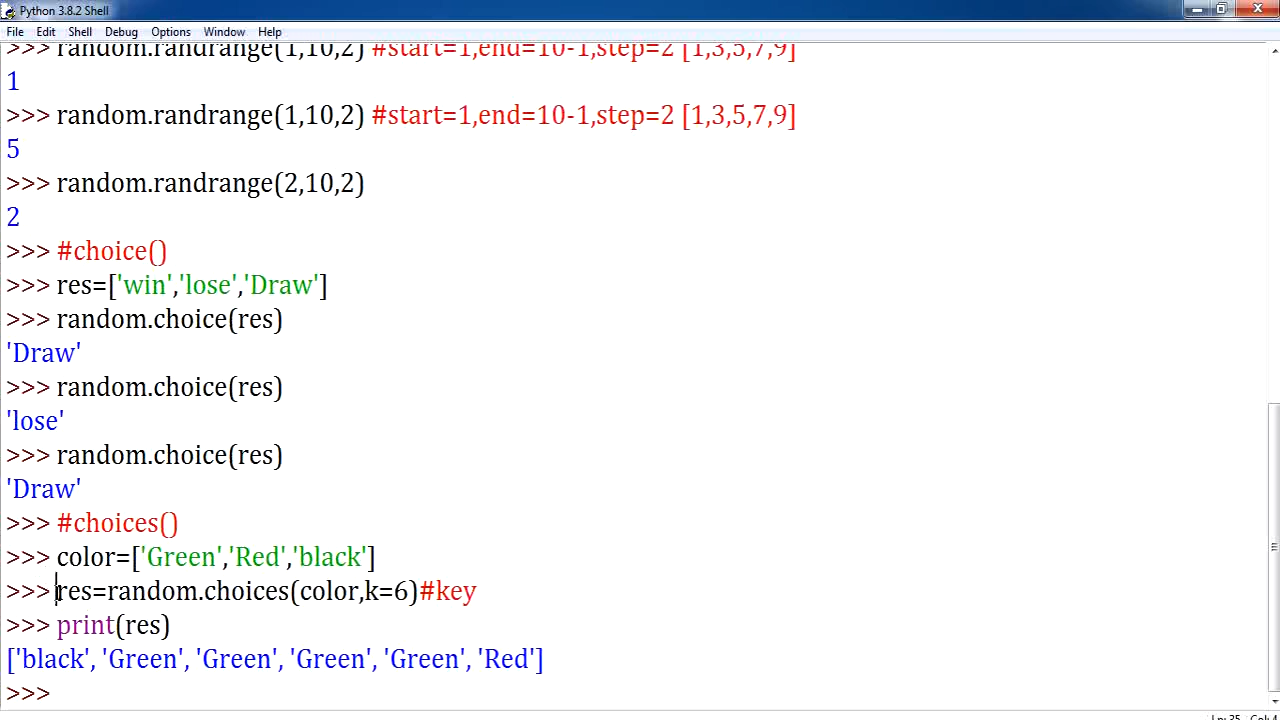 Python 3.8.2 Shell
File Edit Shell Debug Options Window Help
>>> random.randrange(1,10,2) #start=1,end=10-1,step=2 [1,3,5,7,9]
1
>>> random.randrange(1,10,2) #start=1,end=10-1,step=2 [1,3,5,7,9]
5
>>> random.randrange(2,10,2)
2
>>> #choice()
>>> res=['win','lose','Draw']
>>> random.choice(res)
'Draw'
>>> random.choice(res)
'lose'
>>> random.choice(res)
'Draw'
>>> #choices()
>>> color=['Green','Red','black']
>>> res=random.choices(color,k=6)#key
>>> print(res)
['black', 'Green', 'Green', 'Green', 'Green', 'Red']
>>>
Ln: 35 Col: 4